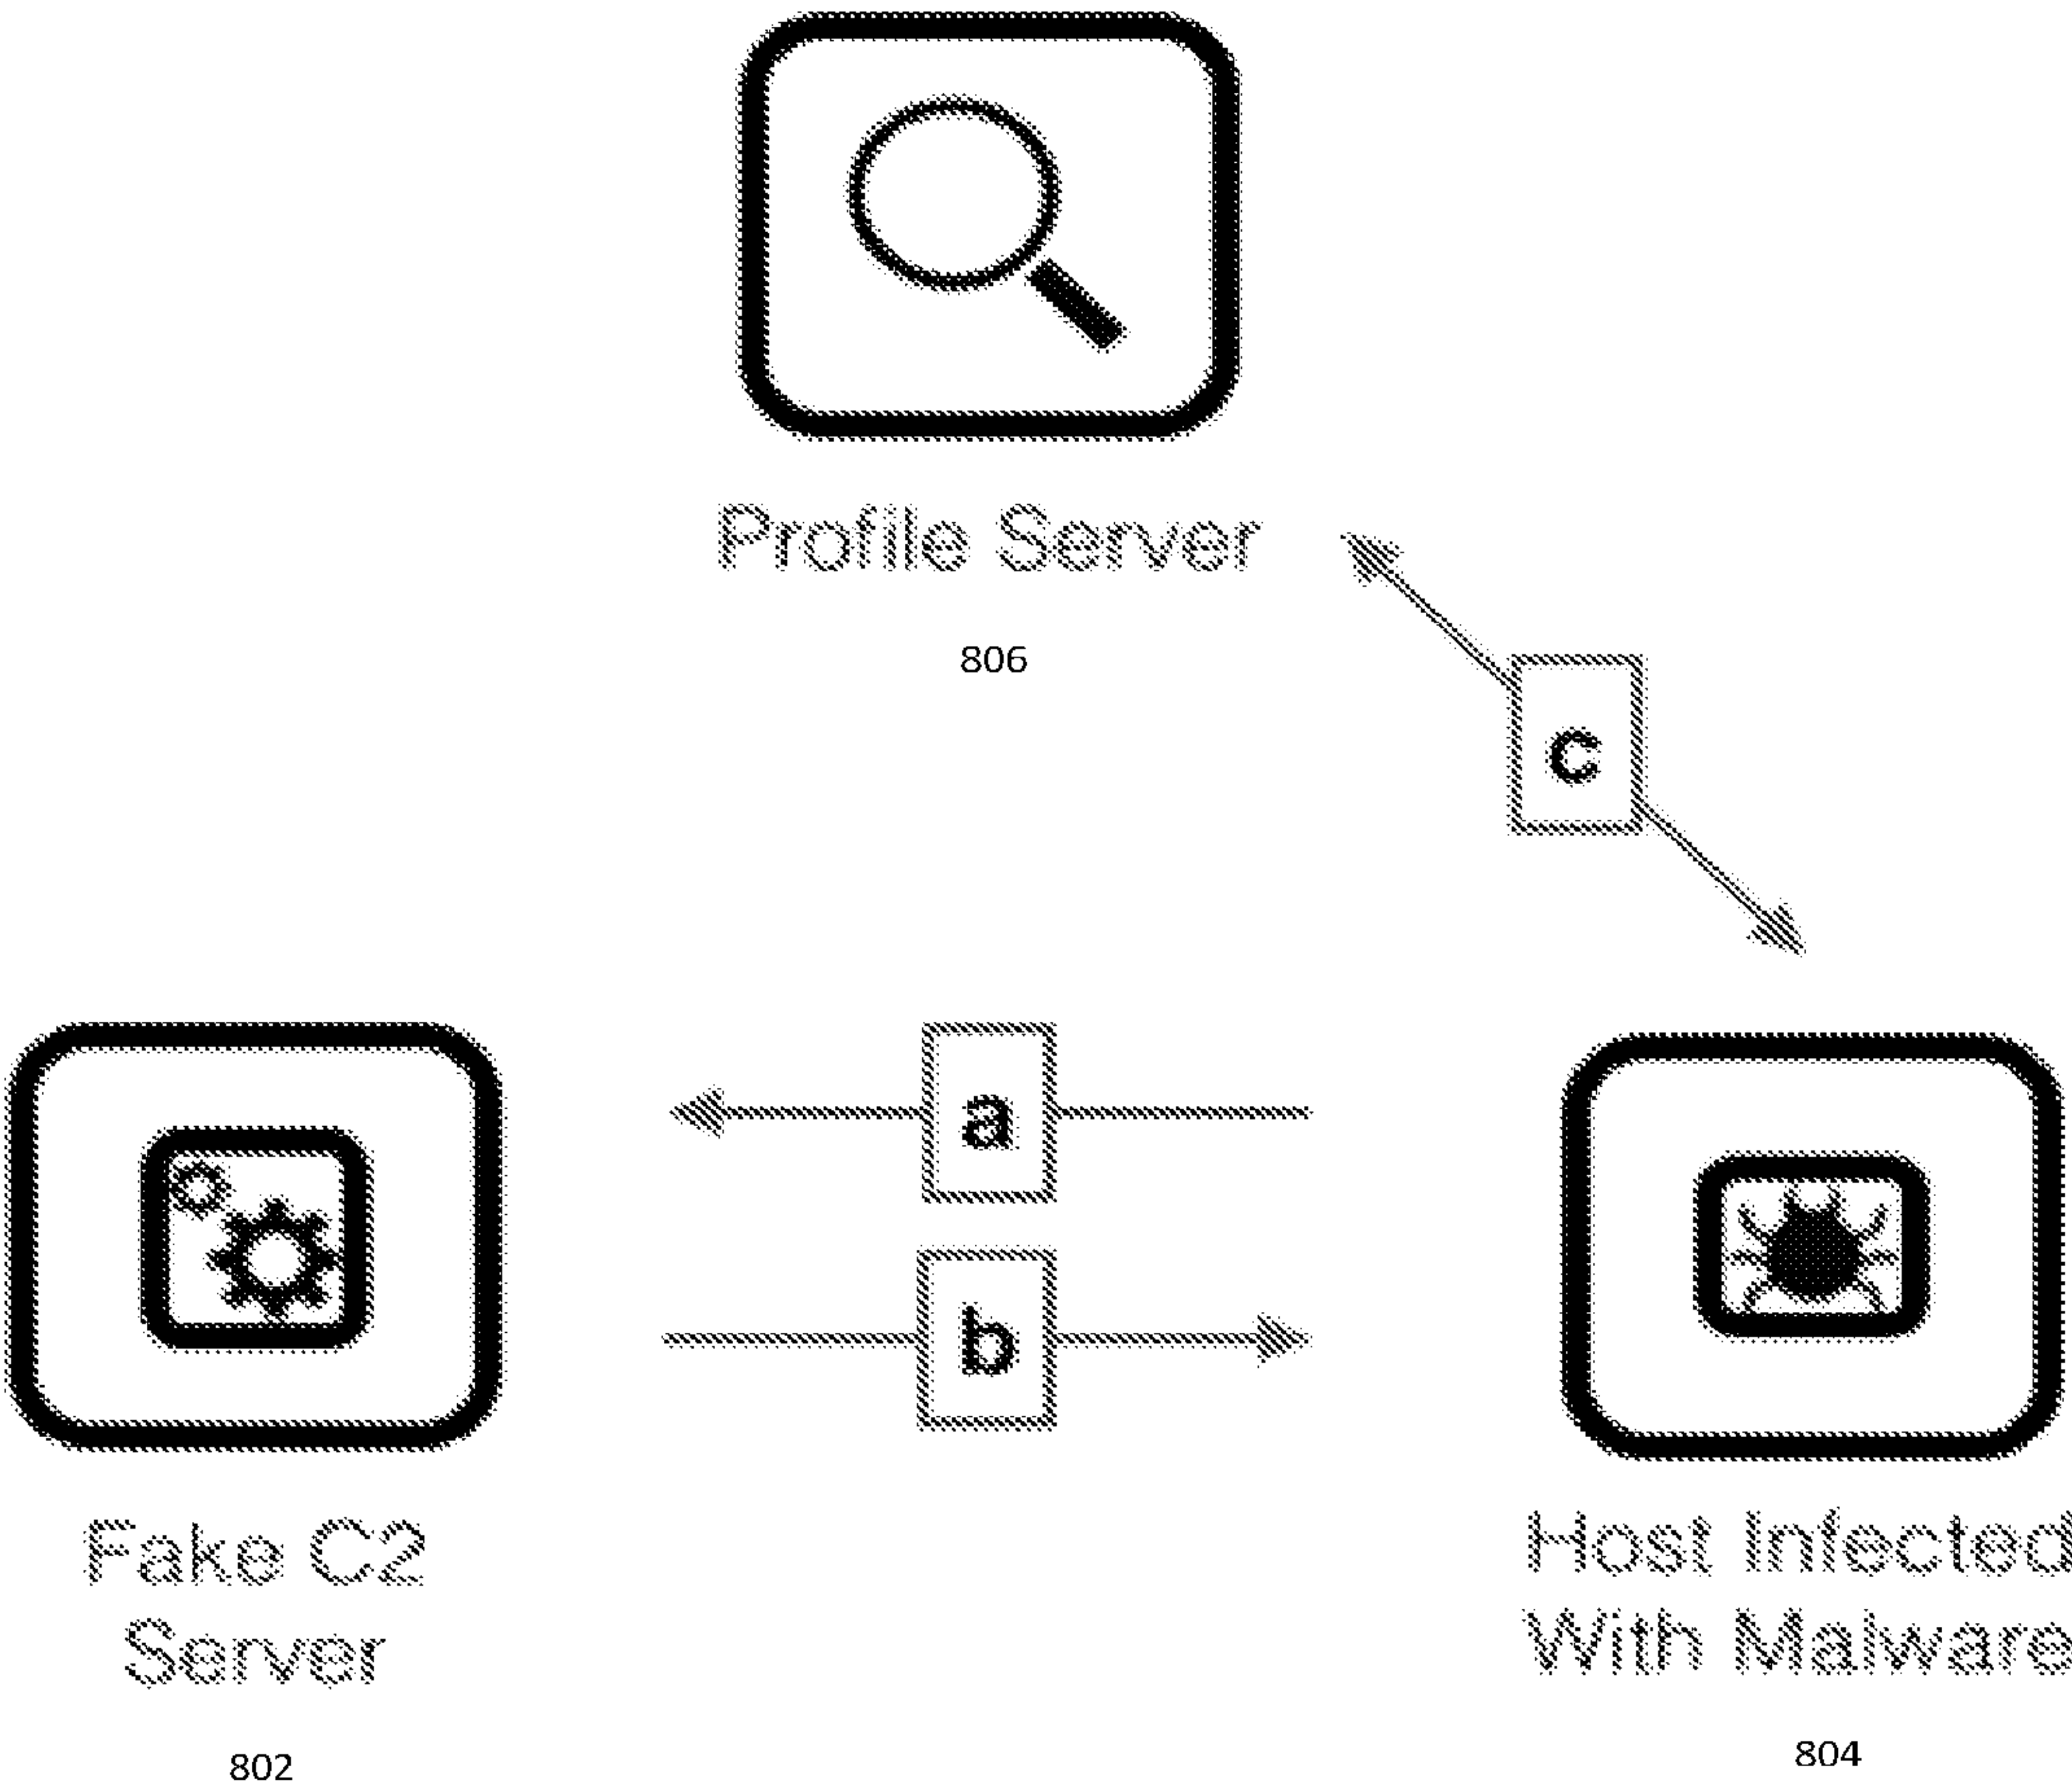 Profile Server
806
c
a
b
Fake C2
Server
802
Host Infected
With Malware
804